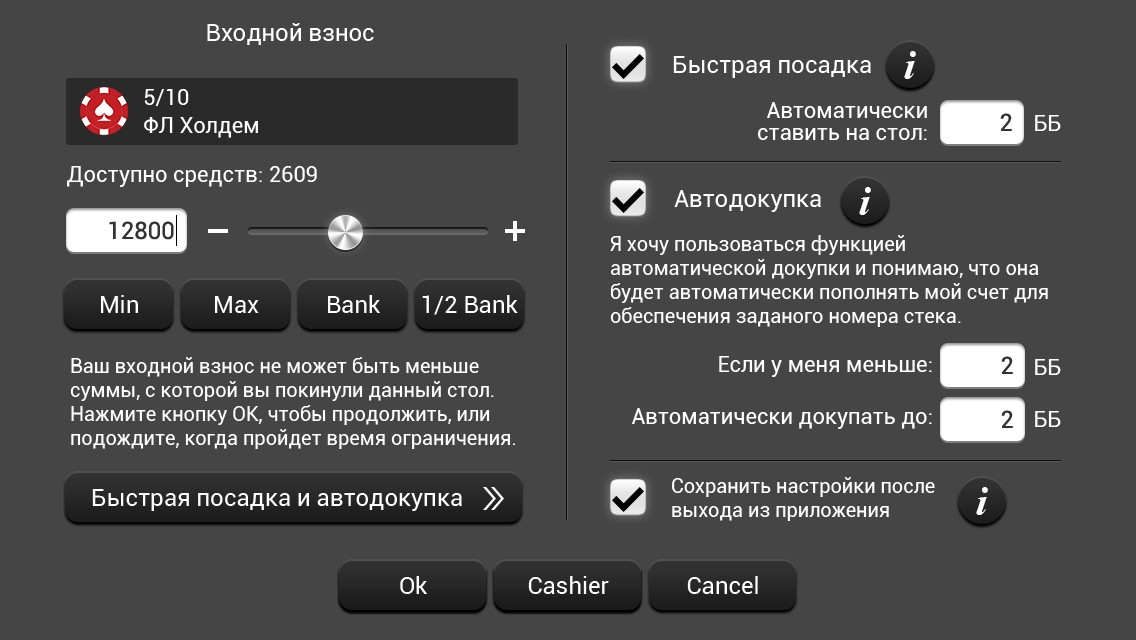 Входной взнос
5/10
ФЛ Холдем
Доступно средств: 2609
12800
Min
Max
Bank
1/2 Bank
Ваш входной взнос не может быть меньше
суммы, с которой вы покинули данный стол.
Нажмите кнопку OK, чтобы продолжить, или
подождите, когда пройдет время ограничения.
Быстрая посадка и автодокупка
Быстрая посадка
i
Автоматически
ставить на стол:
2 ББ
Автодокупка
i
Я хочу пользоваться функцией
автоматической докупки и понимаю, что она
будет автоматически пополнять мой счет для
обеспечения заданого номера стека.
Если у меня меньше: 2 ББ
Автоматически докупать до: 2 ББ
Сохранить настройки после
выхода из приложения
i
Ok
Cashier
Cancel